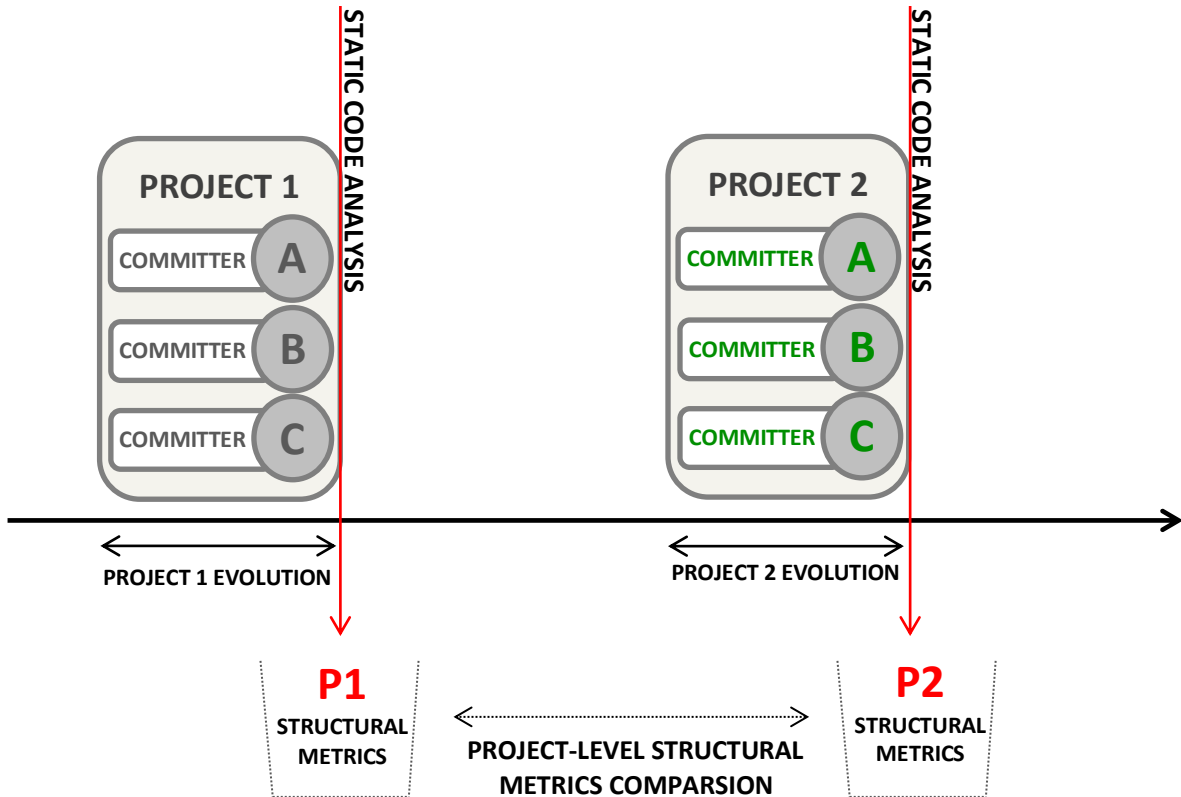 STATIC CODE ANALYSIS
PROJECT 1
COMMITTER A
COMMITTER B
COMMITTER C
STATIC CODE ANALYSIS
PROJECT 2
COMMITTER A
COMMITTER B
COMMITTER C
PROJECT 1 EVOLUTION
PROJECT 2 EVOLUTION
P1
STRUCTURAL
METRICS
PROJECT-LEVEL STRUCTURAL
METRICS COMPARSION
P2
STRUCTURAL
METRICS